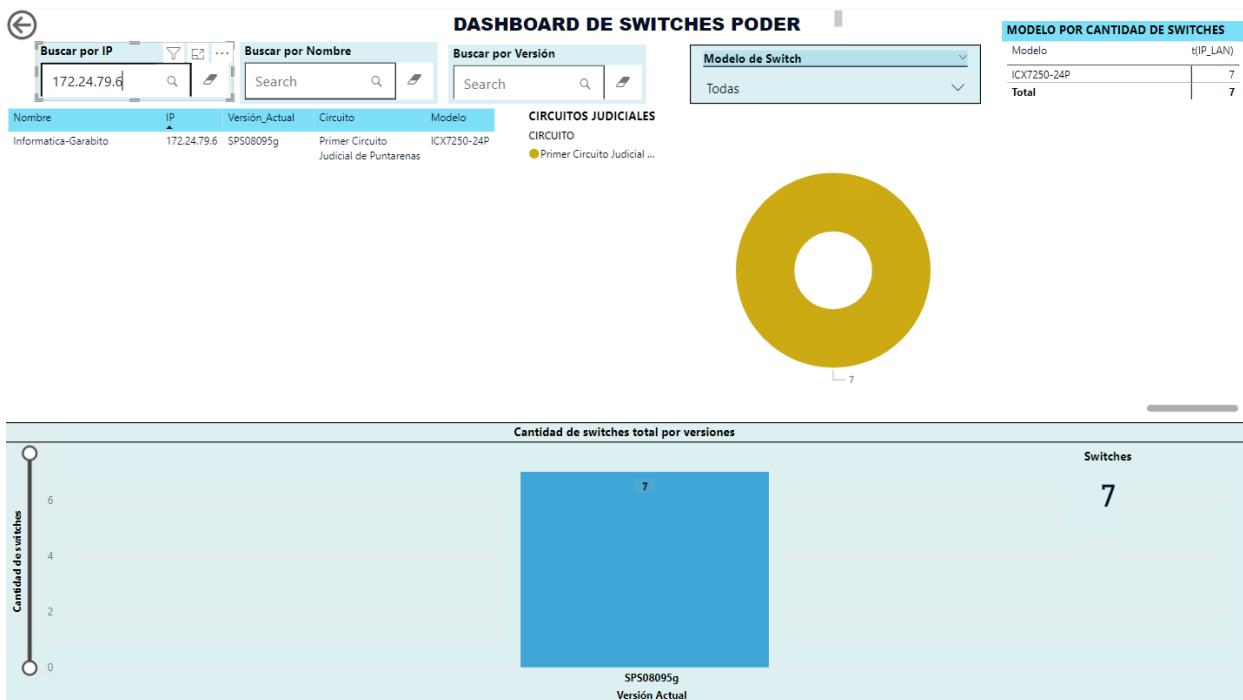 DASHBOARD DE SWITCHES PODER
Buscar por IP
172.24.79.6
Buscar por Nombre
Search
Buscar por Versión
Search
Modelo de Switch
Todas
MODELO POR CANTIDAD DE SWITCHES
Modelo t(IP_LAN)
ICX7250-24P 7
Total 7
Nombre IP Versión_Actual Circuito Modelo
Informatica-Garabito 172.24.79.6 SPS08095g Primer Circuito ICX7250-24P
Judicial de Puntarenas
CIRCUITOS JUDICIALES
CIRCUITO
Primer Circuito Judicial ...
7
Cantidad de switches total por versiones
Cantidad de switches
6
4
2
0
7
SPS08095g
Versión Actual
Switches
7